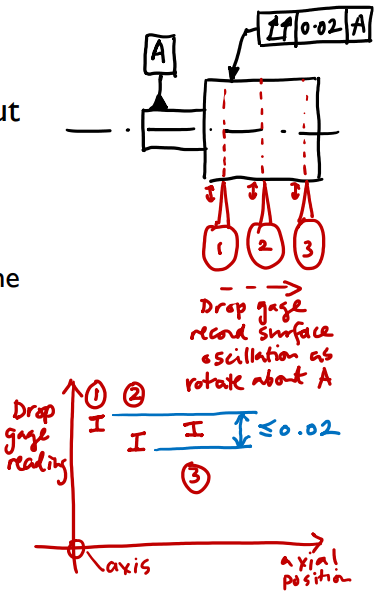 0.02 A
A
ut
1 2 3
ne
Drop gage
record surface
oscillation as
rotate about A
1 2
Drop
gage
reading
≤0.02
3
axis
axial
position